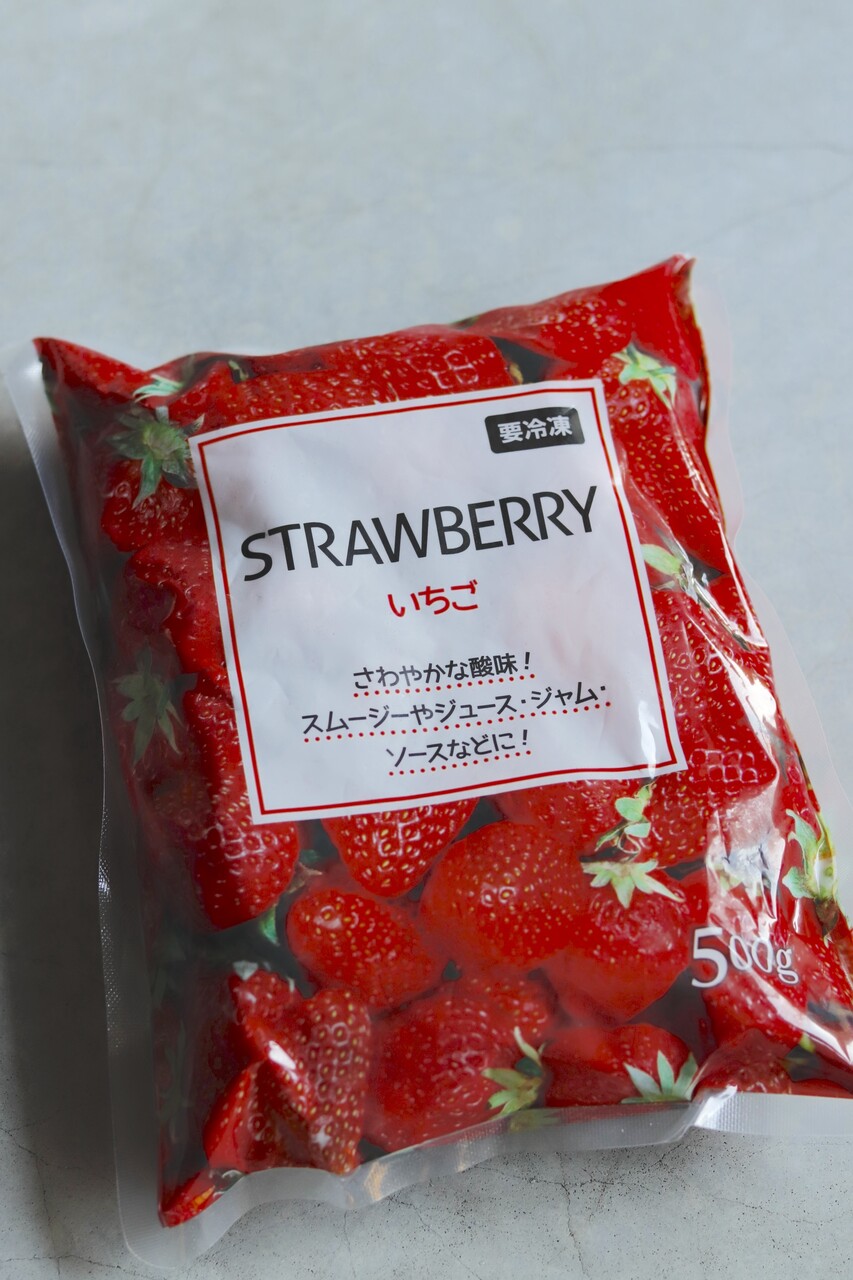 要冷凍
STRAWBERRY
いちご
さわやかな酸味!
スムージーやジュース・ジャム・
ソースなどに!
500g